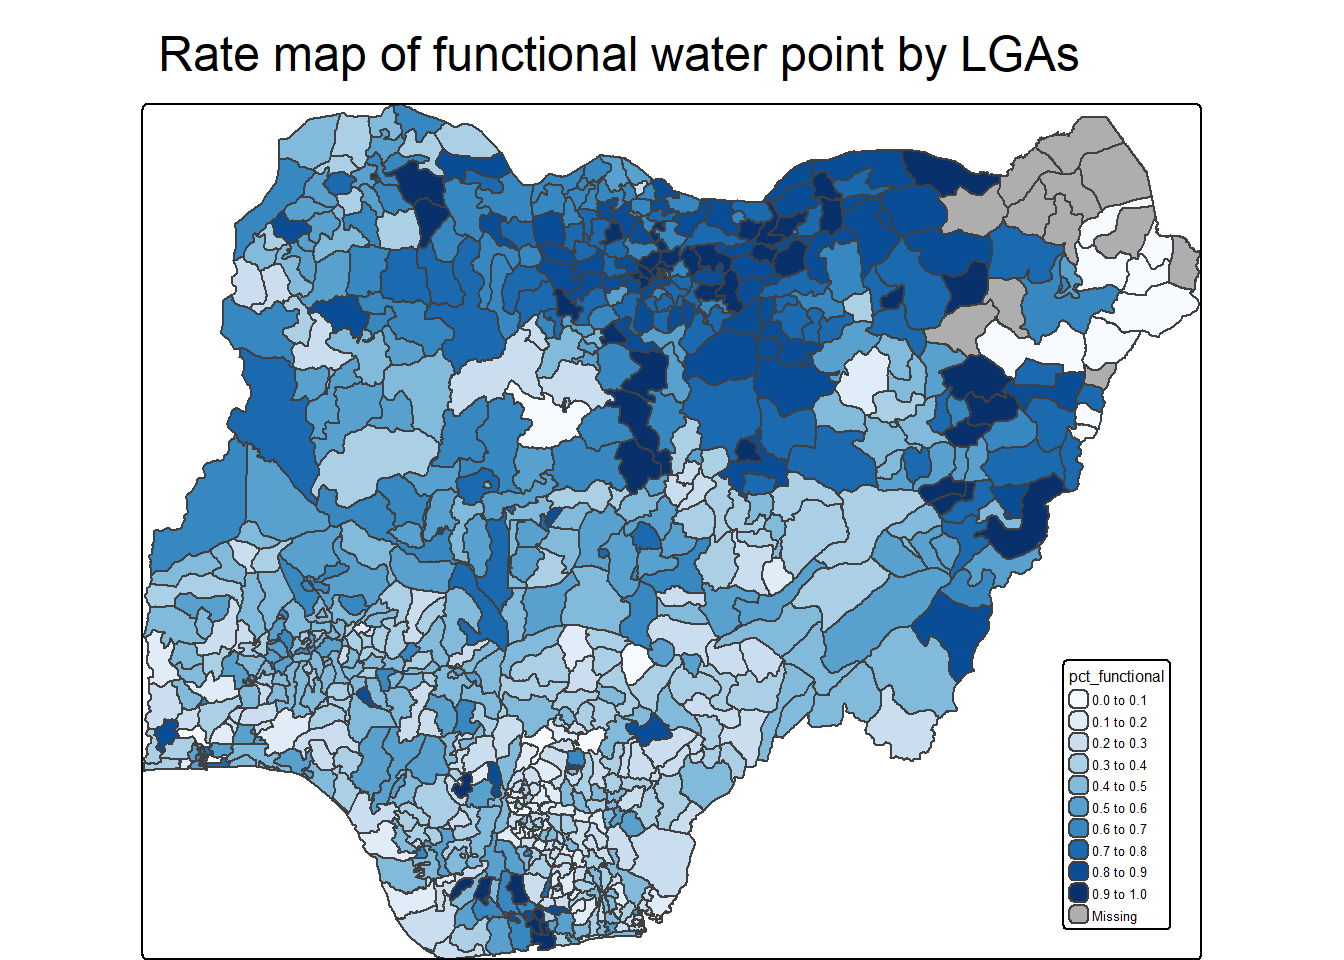 Rate map of functional water point by LGAs
pct_functional
0.0 to 0.1
0.1 to 0.2
0.2 to 0.3
0.3 to 0.4
0.4 to 0.5
0.5 to 0.6
0.6 to 0.7
0.7 to 0.8
0.8 to 0.9
0.9 to 1.0
Missing